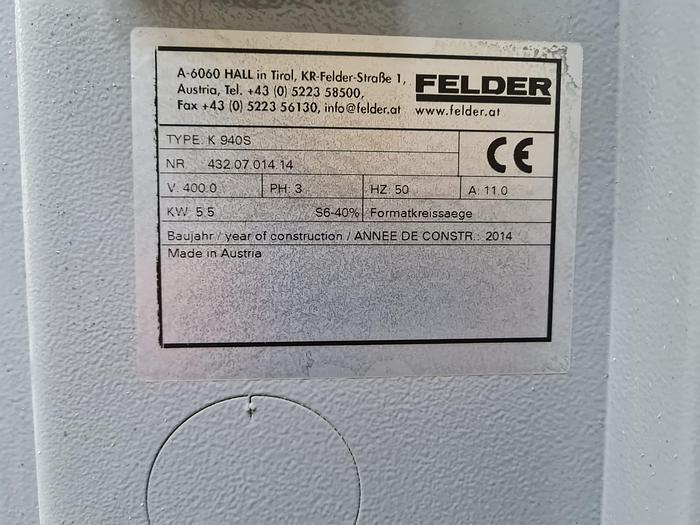 A-6060 HALL in Tirol, KR-Felder-Straße 1,
Austria, Tel. +43 (0) 5223 58500,
Fax +43 (0) 5223 56130, info@felder.at
FELDER
www.felder.at
TYPE: K 940S
NR 432.07.014.14
CE
V: 400.0 PH: 3 HZ: 50 A: 11.0
KW: 5.5 S6-40% Formatkreissaege
Baujahr / year of construction / ANNEE DE CONSTR.: 2014
Made in Austria